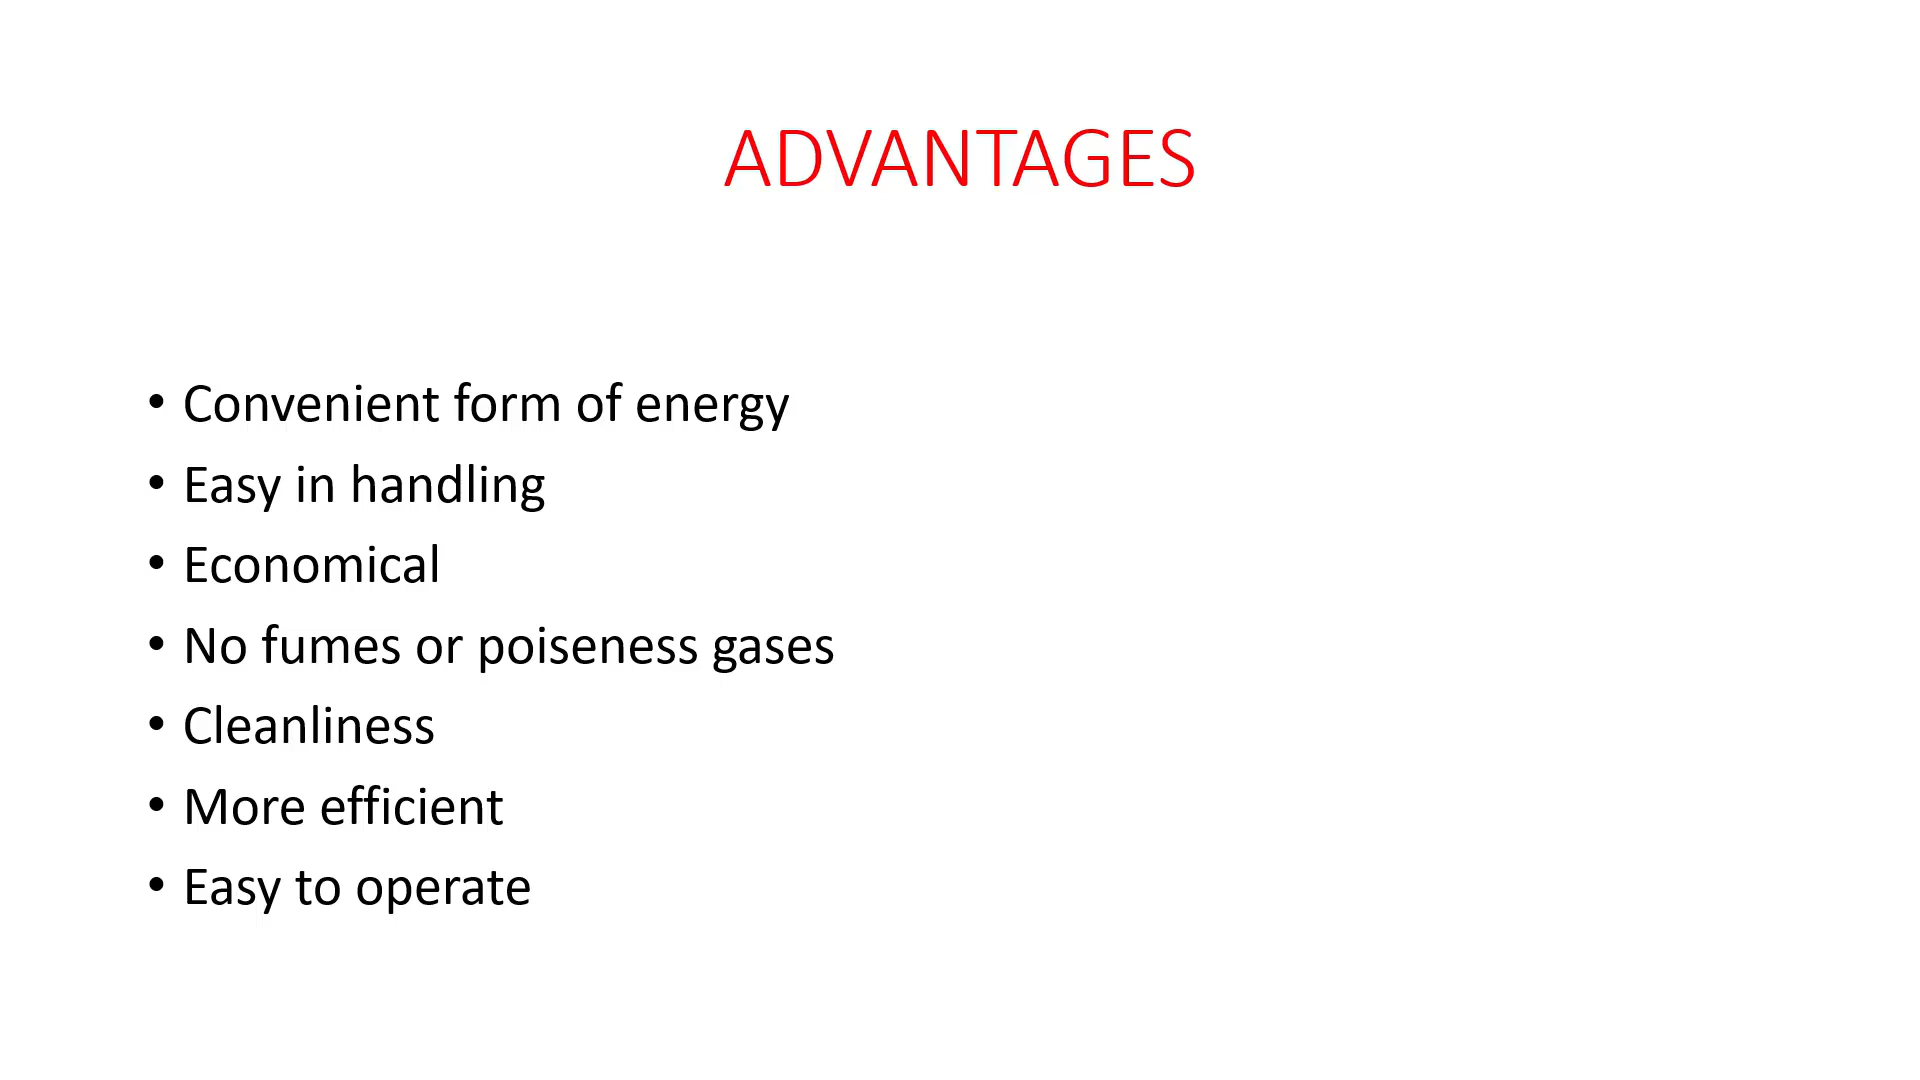 ADVANTAGES
• Convenient form of energy
• Easy in handling
• Economical
• No fumes or poiseness gases
• Cleanliness
• More efficient
• Easy to operate